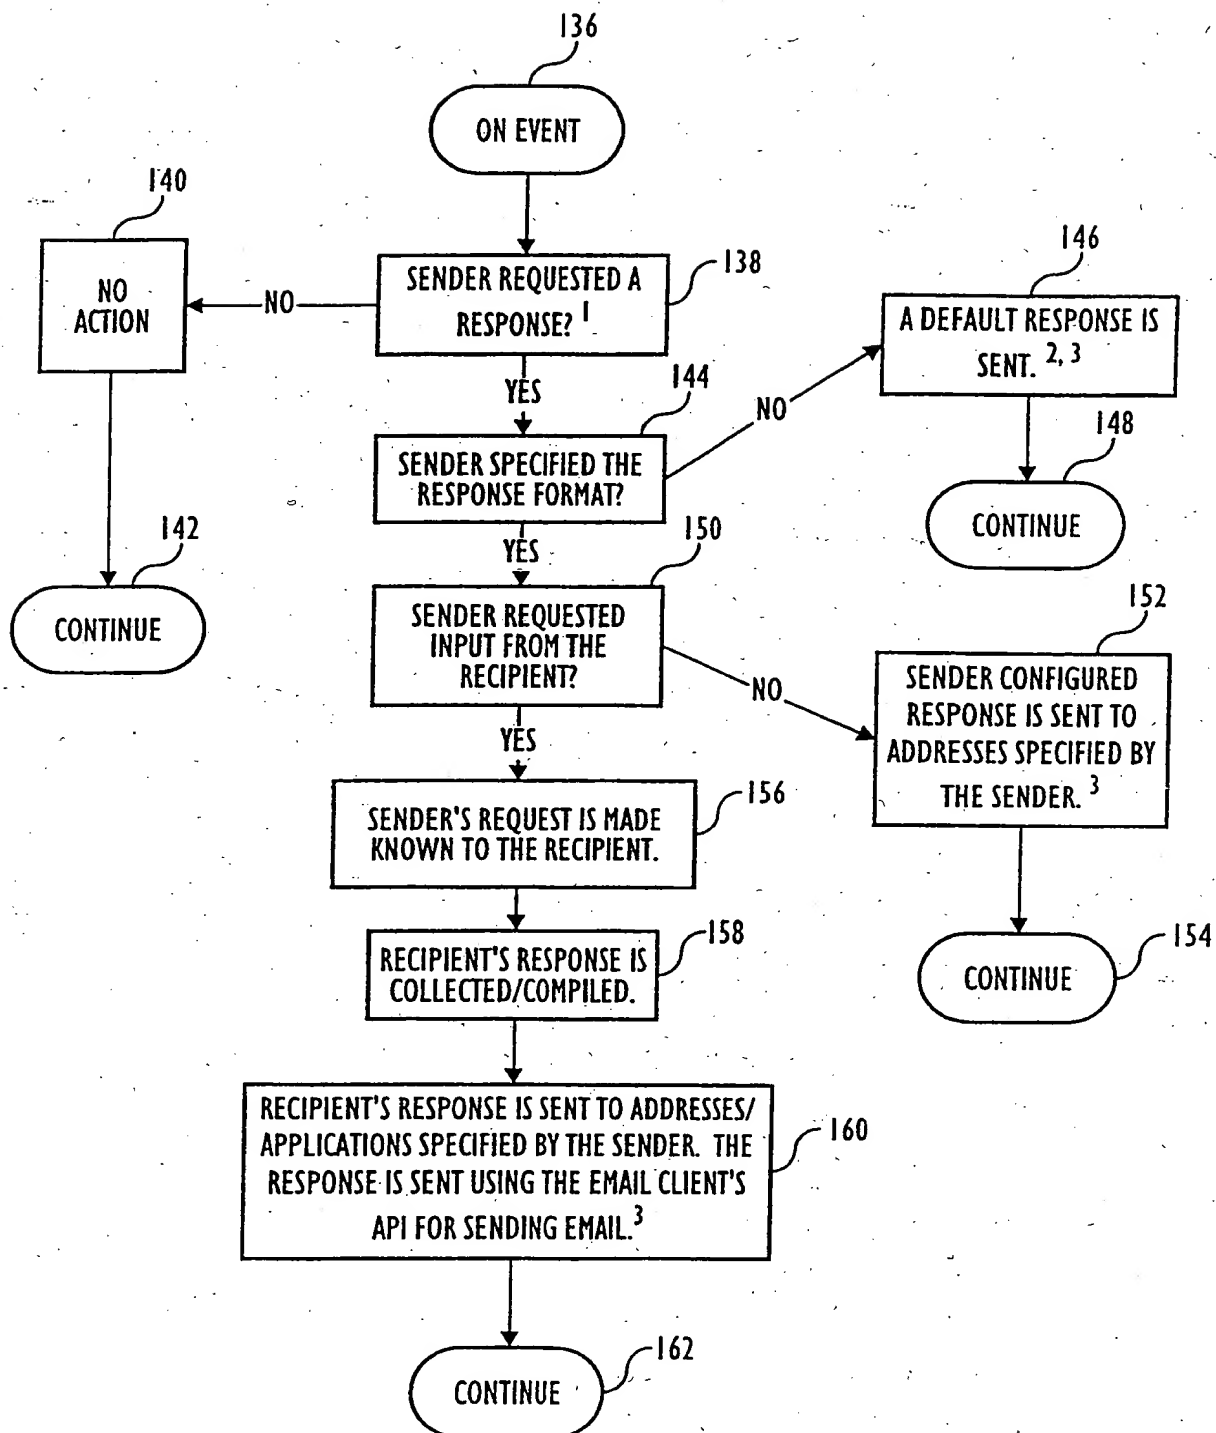 136
ON EVENT
140
NO
ACTION
NO
SENDER REQUESTED A
RESPONSE? 1
138
146
A DEFAULT RESPONSE IS
SENT. 2, 3
YES
144
NO
148
SENDER SPECIFIED THE
RESPONSE FORMAT?
CONTINUE
142
CONTINUE
YES
150
SENDER REQUESTED
INPUT FROM THE
RECIPIENT?
152
NO
SENDER CONFIGURED
RESPONSE IS SENT TO
ADDRESSES SPECIFIED BY
THE SENDER. 3
YES
156
SENDER'S REQUEST IS MADE
KNOWN TO THE RECIPIENT.
158
RECIPIENT'S RESPONSE IS
COLLECTED/COMPILED.
154
CONTINUE
RECIPIENT'S RESPONSE IS SENT TO ADDRESSES/
APPLICATIONS SPECIFIED BY THE SENDER. THE
RESPONSE IS SENT USING THE EMAIL CLIENT'S
API FOR SENDING EMAIL. 3
160
162
CONTINUE